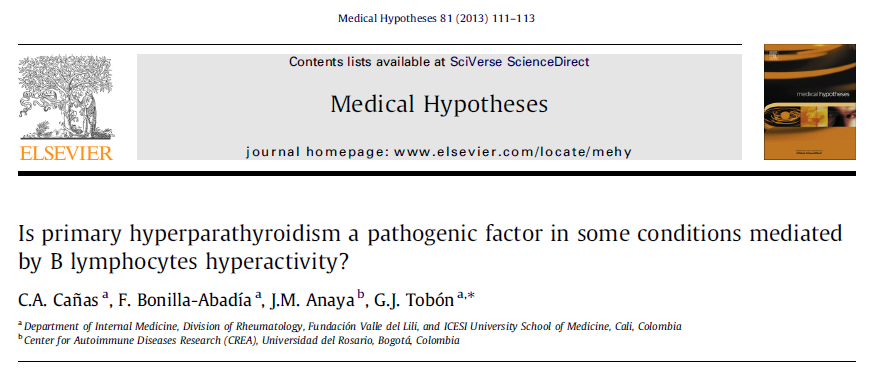 Medical Hypotheses 81 (2013) 111–113
Contents lists available at SciVerse ScienceDirect
Medical Hypotheses
journal homepage: www.elsevier.com/locate/mehy
ELSEVIER
medical hypotheses
Is primary hyperparathyroidism a pathogenic factor in some conditions mediated
by B lymphocytes hyperactivity?
C.A. Cañas a, F. Bonilla-Abadía a, J.M. Anaya b, G.J. Tobón a,*
a Department of Internal Medicine, Division of Rheumatology, Fundación Valle del Lili, and ICESI University School of Medicine, Cali, Colombia
b Center for Autoimmune Diseases Research (CREA), Universidad del Rosario, Bogotá, Colombia